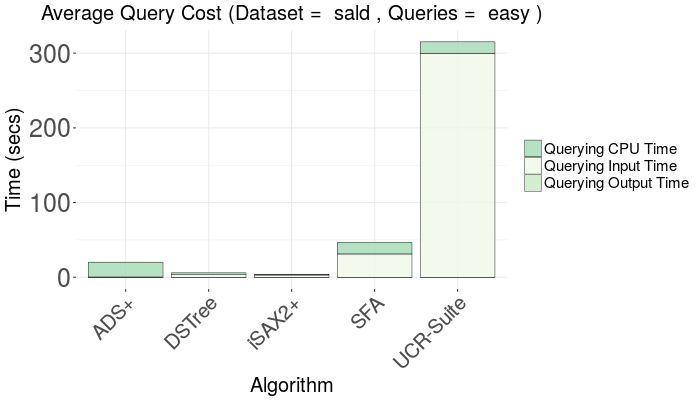 Average Query Cost (Dataset = sald , Queries = easy )
Time (secs)
300
200
100
0
ADS+
DSTree
iSAX2+
SFA
UCR-Suite
Algorithm
Querying CPU Time
Querying Input Time
Querying Output Time